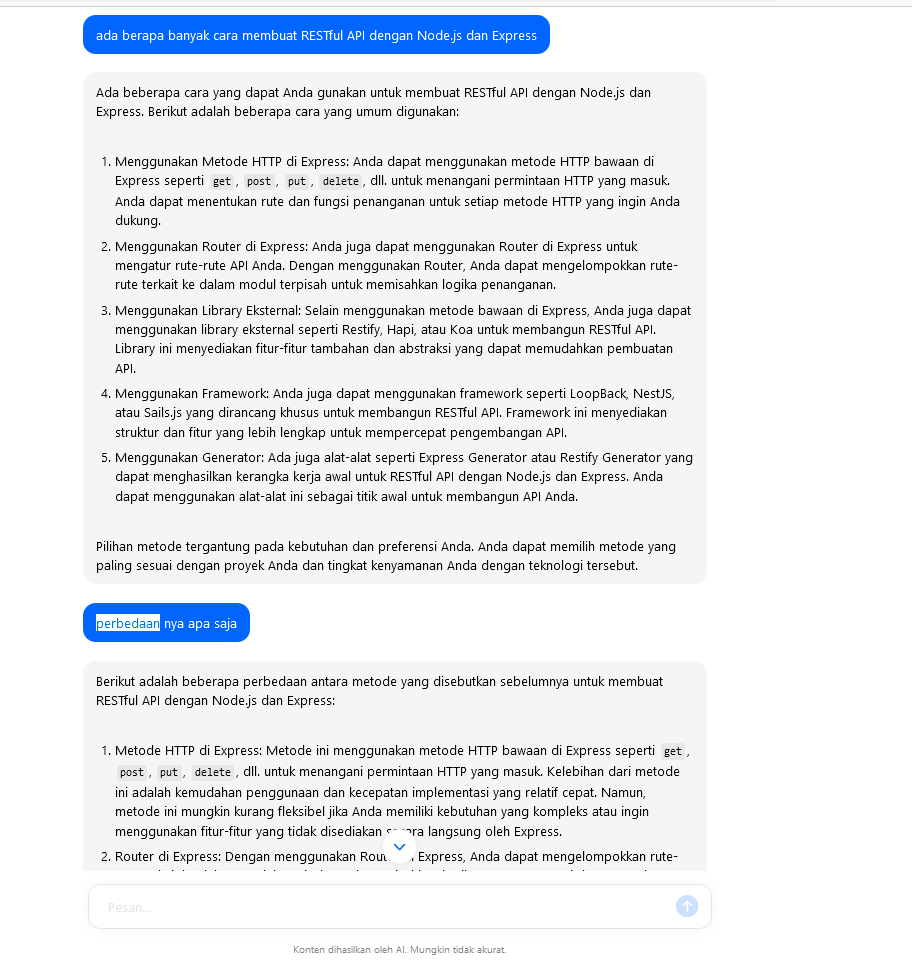 ada berapa banyak cara membuat RESTful API dengan Node.js dan Express
Ada beberapa cara yang dapat Anda gunakan untuk membuat RESTful API dengan Node.js dan
Express. Berikut adalah beberapa cara yang umum digunakan:
1. Menggunakan Metode HTTP di Express: Anda dapat menggunakan metode HTTP bawaan di
Express seperti get, post, put, delete, dll. untuk menangani permintaan HTTP yang masuk.
Anda dapat menentukan rute dan fungsi penanganan untuk setiap metode HTTP yang ingin Anda
dukung.
2. Menggunakan Router di Express: Anda juga dapat menggunakan Router di Express untuk
mengatur rute-rute API Anda. Dengan menggunakan Router, Anda dapat mengelompokkan rute-
rute terkait ke dalam modul terpisah untuk memisahkan logika penanganan.
3. Menggunakan Library Eksternal: Selain menggunakan metode bawaan di Express, Anda juga dapat
menggunakan library eksternal seperti Restify, Hapi, atau Koa untuk membangun RESTful API.
Library ini menyediakan fitur-fitur tambahan dan abstraksi yang dapat memudahkan pembuatan
API.
4. Menggunakan Framework: Anda juga dapat menggunakan framework seperti LoopBack, NestJS,
atau Sails.js yang dirancang khusus untuk membangun RESTful API. Framework ini menyediakan
struktur dan fitur yang lebih lengkap untuk mempercepat pengembangan API.
5. Menggunakan Generator: Ada juga alat-alat seperti Express Generator atau Restify Generator yang
dapat menghasilkan kerangka kerja awal untuk RESTful API dengan Node.js dan Express. Anda
dapat menggunakan alat-alat ini sebagai titik awal untuk membangun API Anda.
Pilihan metode tergantung pada kebutuhan dan preferensi Anda. Anda dapat memilih metode yang
paling sesuai dengan proyek Anda dan tingkat kenyamanan Anda dengan teknologi tersebut.
perbedaan nya apa saja
Berikut adalah beberapa perbedaan antara metode yang disebutkan sebelumnya untuk membuat
RESTful API dengan Node.js dan Express:
1. Metode HTTP di Express: Metode ini menggunakan metode HTTP bawaan di Express seperti get,
post, put, delete, dll. untuk menangani permintaan HTTP yang masuk. Kelebihan dari metode
ini adalah kemudahan penggunaan dan kecepatan implementasi yang relatif cepat. Namun,
metode ini mungkin kurang fleksibel jika Anda memiliki kebutuhan yang kompleks atau ingin
menggunakan fitur-fitur yang tidak disediakan secara langsung oleh Express.
2. Router di Express: Dengan menggunakan Router di Express, Anda dapat mengelompokkan rute-
Pesan...
Konten dihasilkan oleh AI. Mungkin tidak akurat.